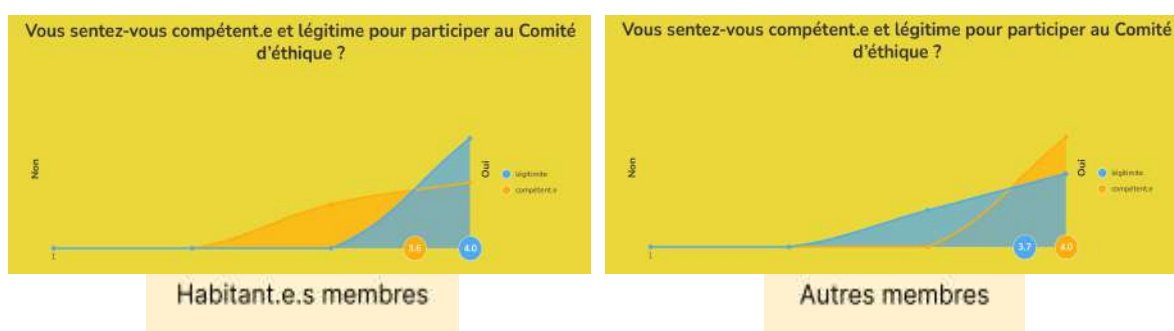 Vous sentez-vous compétent.e et légitime pour participer au Comité
d'éthique ?
Non
1
3.6
4.0
Oui
légitimite
compétent.e
Habitant.e.s membres
Vous sentez-vous compétent.e et légitime pour participer au Comité
d'éthique ?
Non
1
3.7
4.0
Oui
légitimite
compétent.e
Autres membres